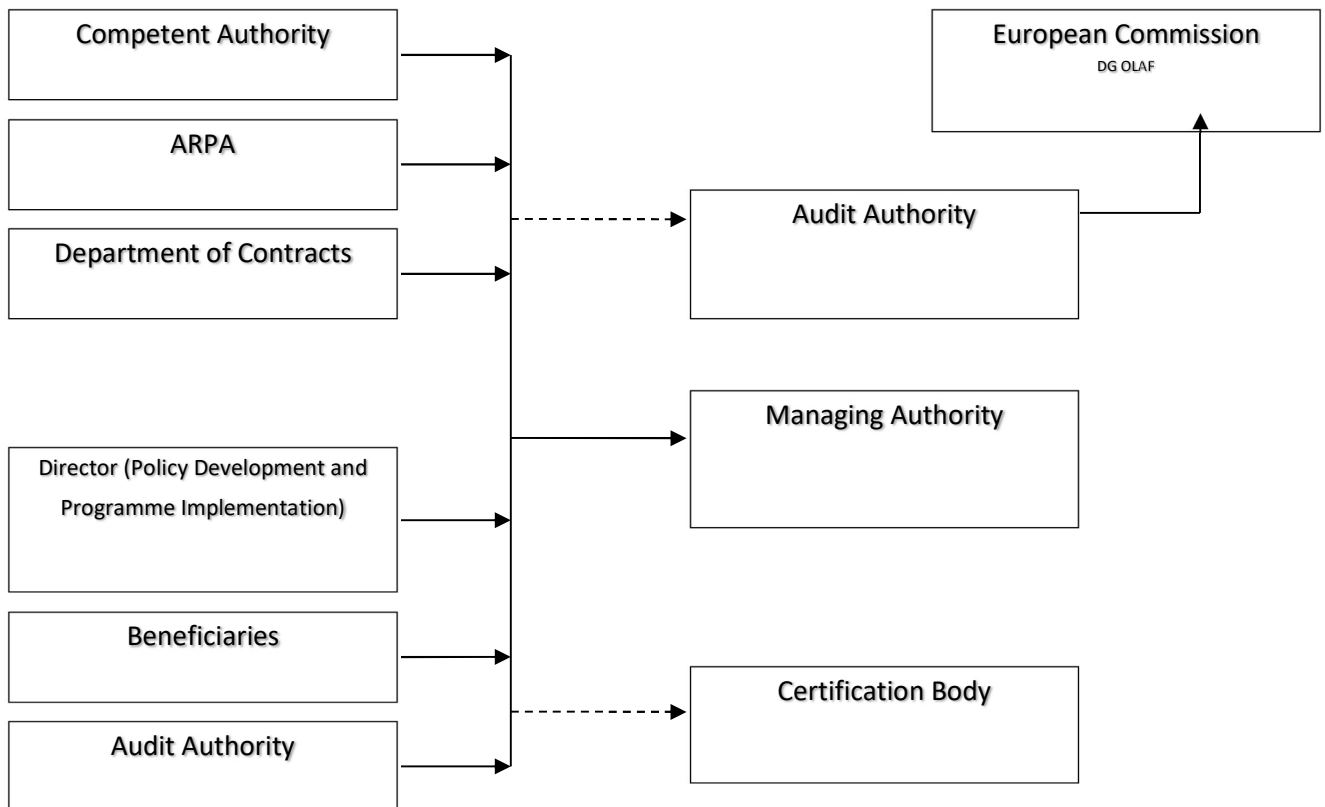 Competent Authority
European Commission
DG OLAF
ARPA
Audit Authority
Department of Contracts
Managing Authority
Director (Policy Development and
Programme Implementation)
Beneficiaries
Certification Body
Audit Authority